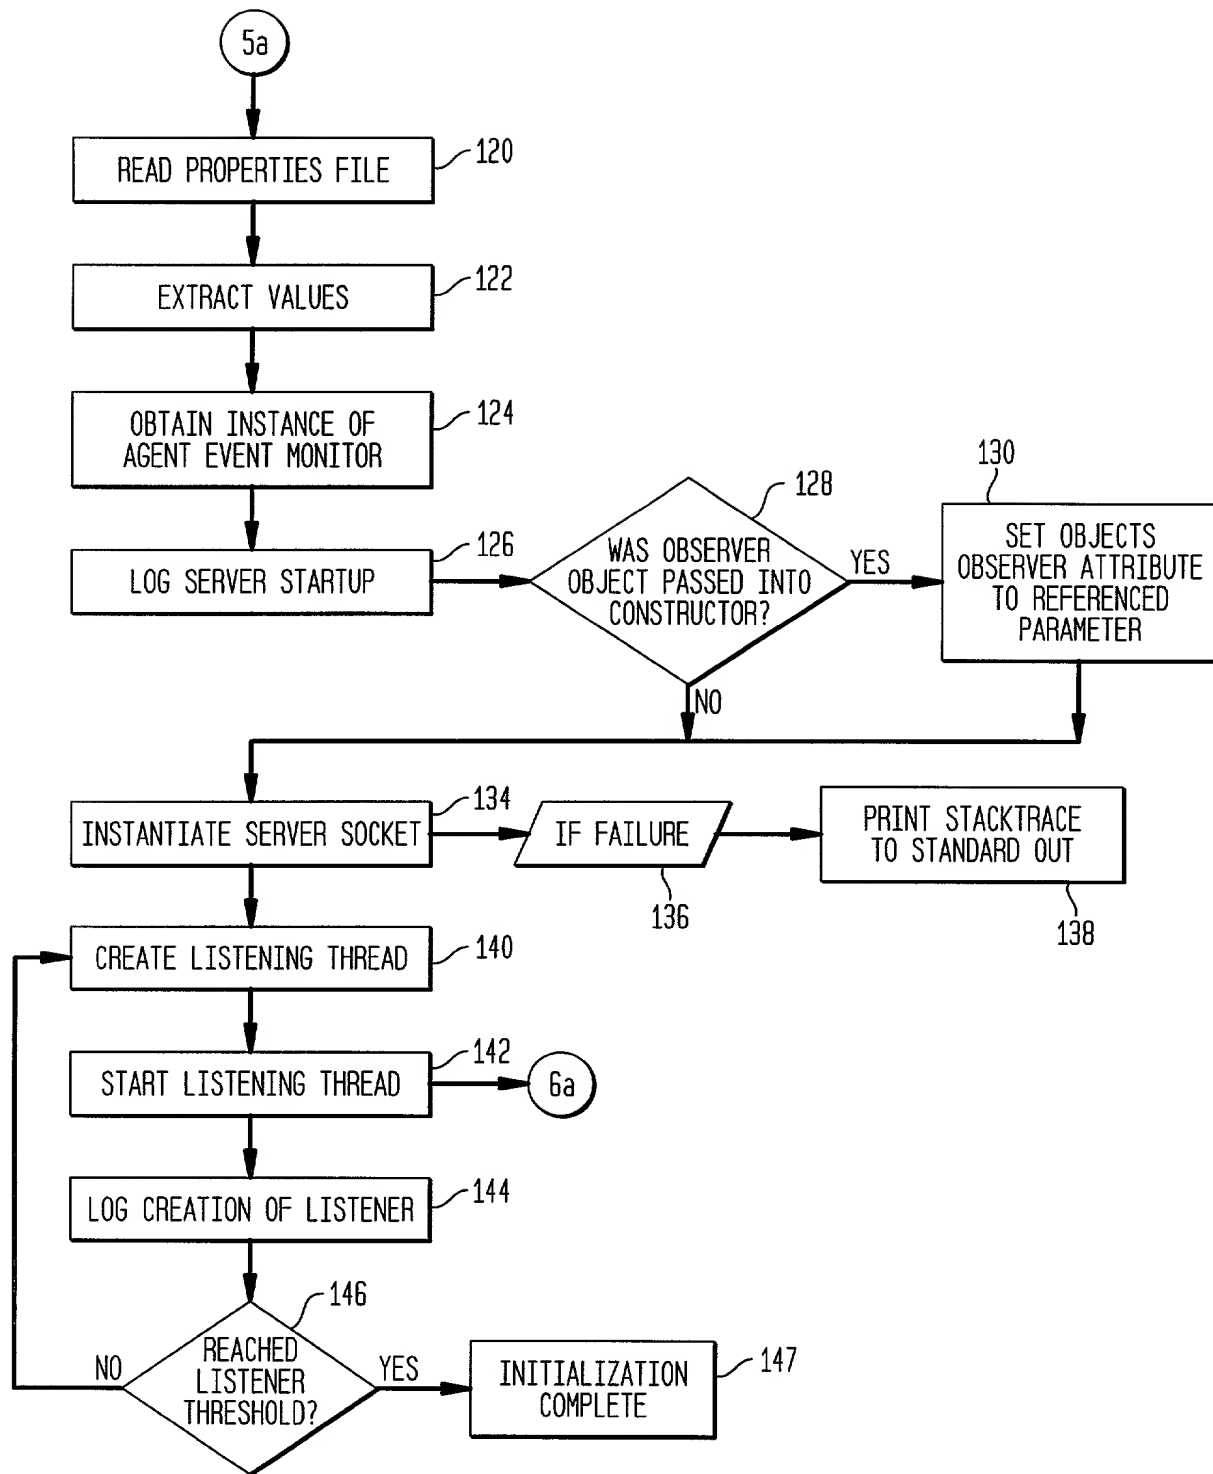 5a
READ PROPERTIES FILE
120
EXTRACT VALUES
122
OBTAIN INSTANCE OF
AGENT EVENT MONITOR
124
LOG SERVER STARTUP
126
WAS OBSERVER
OBJECT PASSED INTO
CONSTRUCTOR?
128
YES
NO
SET OBJECTS
OBSERVER ATTRIBUTE
TO REFERENCED
PARAMETER
130
INSTANTIATE SERVER SOCKET
134
IF FAILURE
136
PRINT STACKTRACE
TO STANDARD OUT
138
CREATE LISTENING THREAD
140
START LISTENING THREAD
142
6a
LOG CREATION OF LISTENER
144
REACHED
LISTENER
THRESHOLD?
146
NO
YES
INITIALIZATION
COMPLETE
147